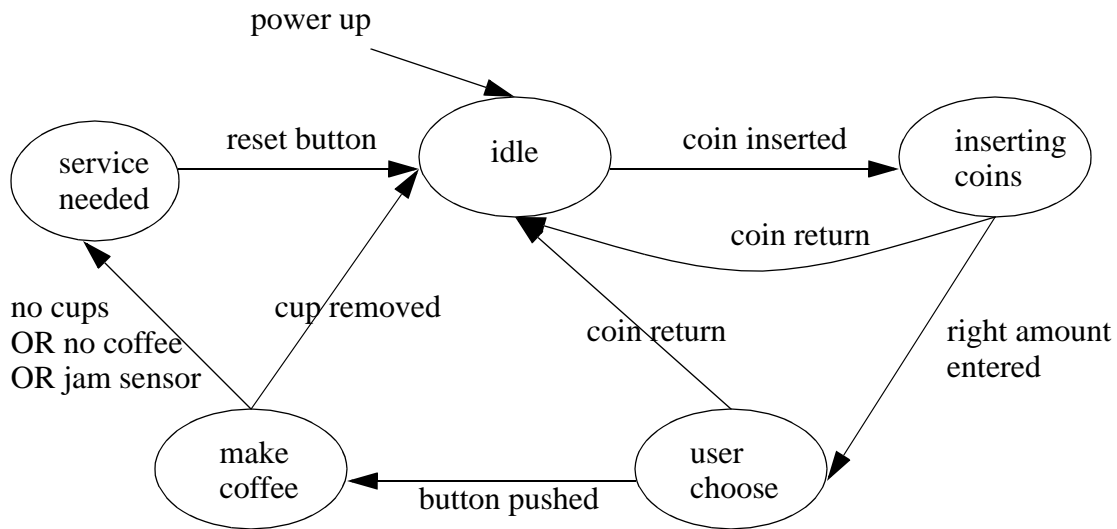 power up
reset button
idle
coin inserted
service
needed
inserting
coins
coin return
no cups
OR no coffee
OR jam sensor
cup removed
coin return
right amount
entered
make
coffee
button pushed
user
choose